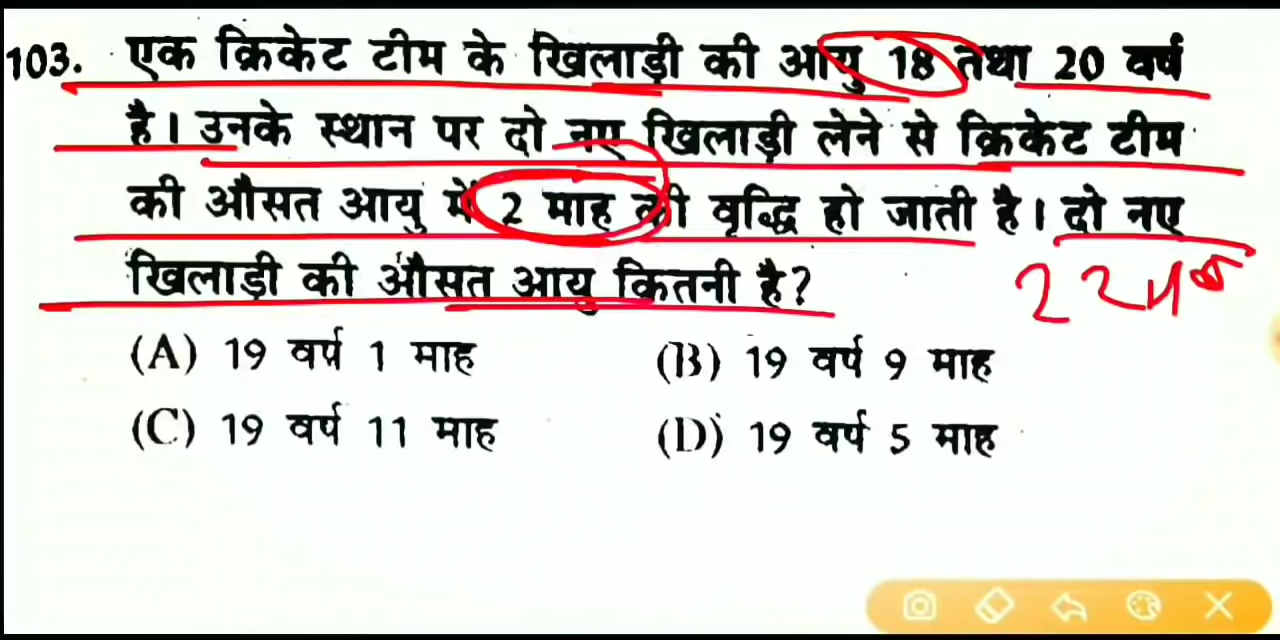 103. एक क्रिकेट टीम के खिलाड़ी की आयु 18 तथा 20 वर्ष
है। उनके स्थान पर दो नए खिलाड़ी लेने से क्रिकेट टीम
की औसत आयु में 2 माह की वृद्धि हो जाती है। दो नए
खिलाड़ी की औसत आयु कितनी है?
(A) 19 वर्ष 1 माह (B) 19 वर्ष 9 माह
(C) 19 वर्ष 11 माह (D) 19 वर्ष 5 माह